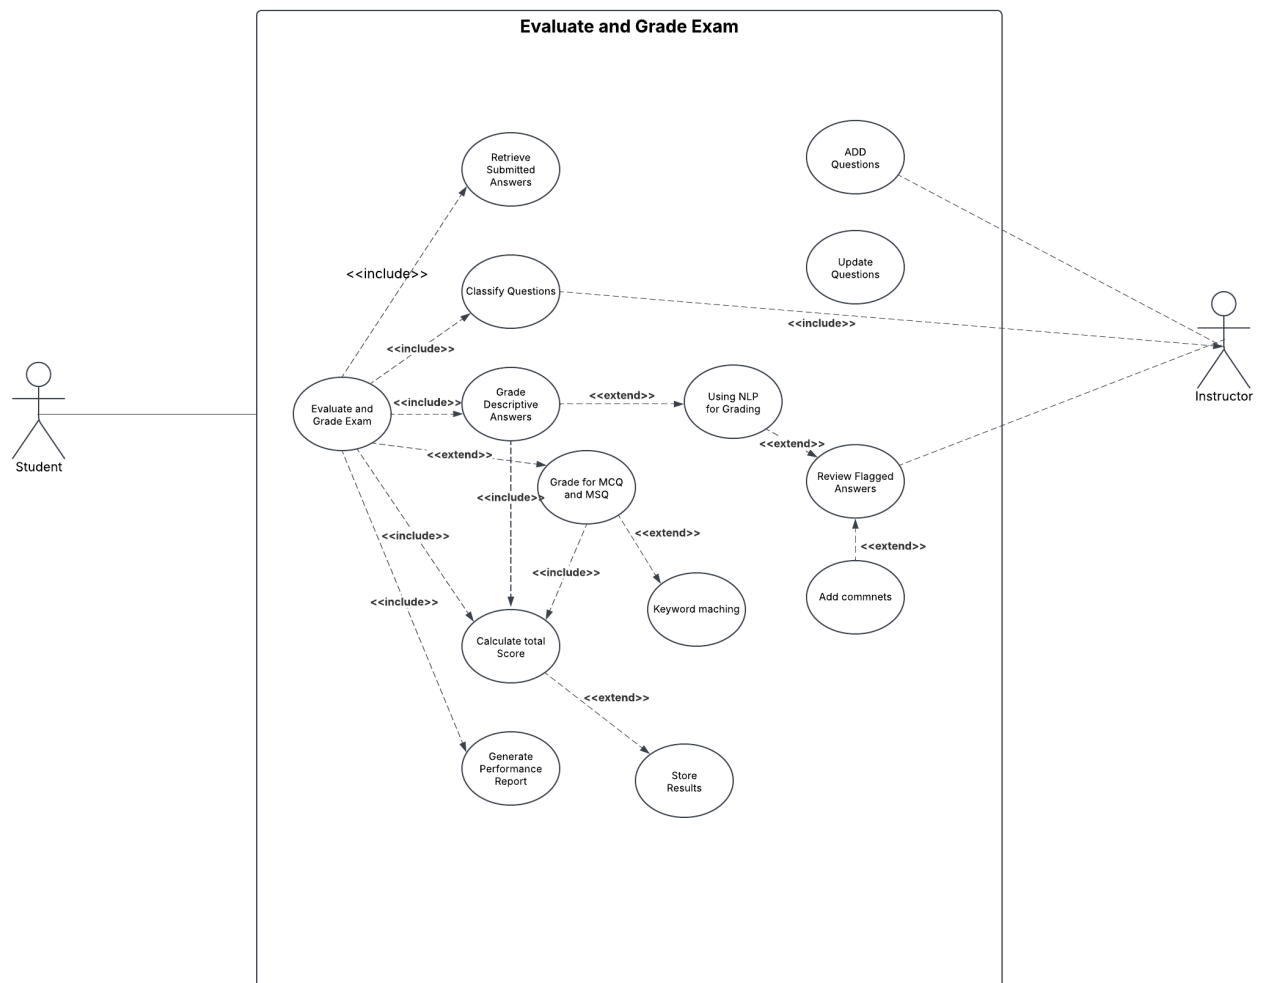 Evaluate and Grade Exam
Retrieve
Submitted
Answers
ADD
Questions
Update
Questions
<<include>>
Classify Questions
<<include>>
<<include>>
Instructor
Student
Evaluate and
Grade Exam
<<include>>
Grade
Descriptive
Answers
<<extend>>
Using NLP
for Grading
<<extend>>
<<extend>>
Review Flagged
Answers
Grade for MCQ
and MSQ
<<include>>
<<include>>
<<extend>>
<<extend>>
<<include>>
<<include>>
Add commnets
Keyword maching
Calculate total
Score
<<extend>>
Generate
Performance
Report
Store
Results